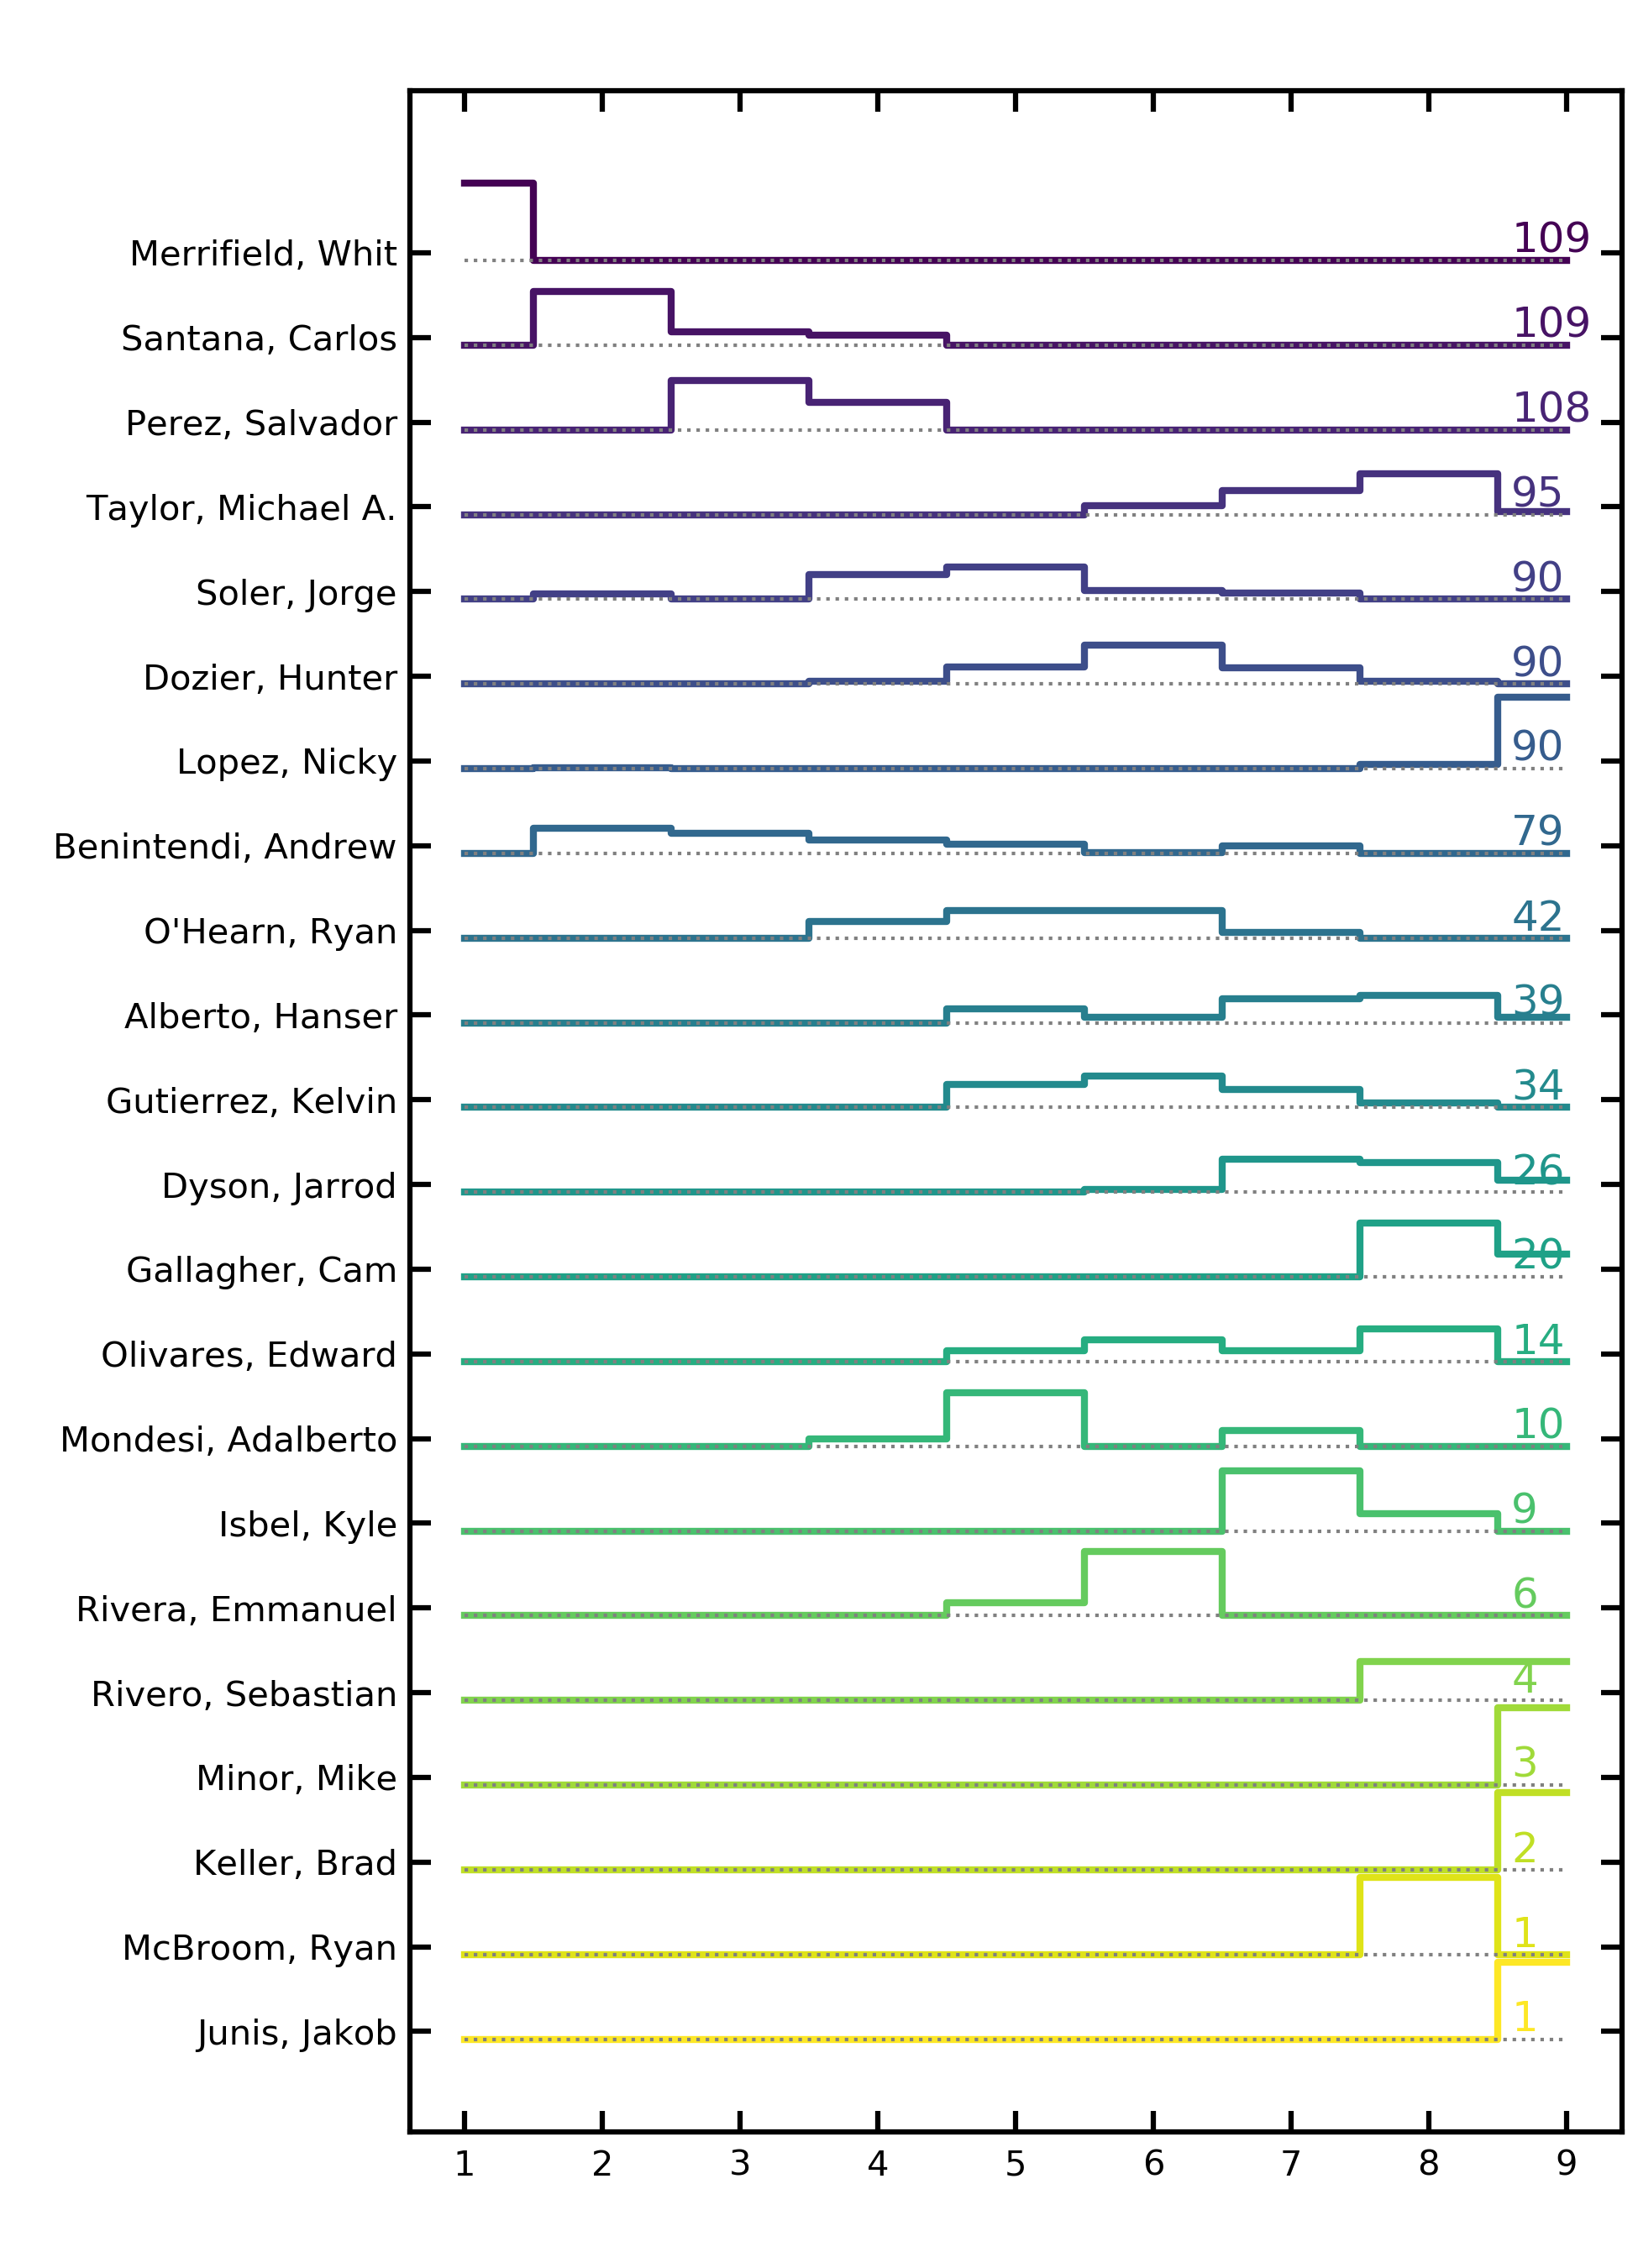 Merrifield, Whit 109
Santana, Carlos 109
Perez, Salvador 108
Taylor, Michael A. 95
Soler, Jorge 90
Dozier, Hunter 90
Lopez, Nicky 90
Benintendi, Andrew 79
O'Hearn, Ryan 42
Alberto, Hanser 39
Gutierrez, Kelvin 34
Dyson, Jarrod 26
Gallagher, Cam 20
Olivares, Edward 14
Mondesi, Adalberto 10
Isbel, Kyle 9
Rivera, Emmanuel 6
Rivero, Sebastian 4
Minor, Mike 3
Keller, Brad 2
McBroom, Ryan 1
Junis, Jakob 1
1 2 3 4 5 6 7 8 9